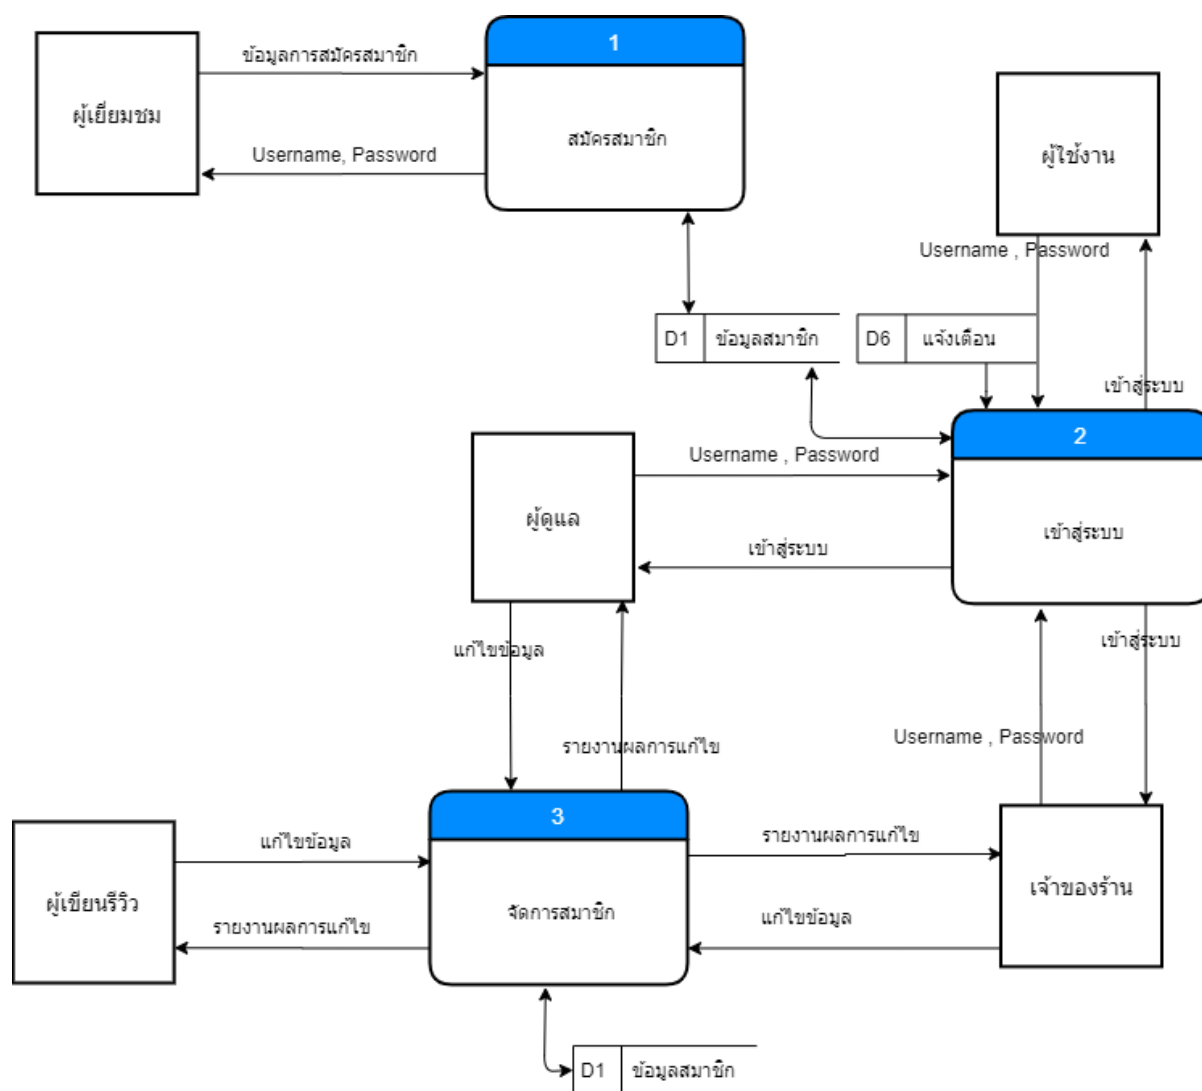 1
ข้อมูลการสมัครสมาชิก
ผู้เยี่ยมชม
สมัครสมาชิก
Username, Password
ผู้ใช้งาน
Username , Password
D1 ข้อมูลสมาชิก
D6 แจ้งเตือน
เข้าสู่ระบบ
2
Username , Password
ผู้ดูแล
เข้าสู่ระบบ
เข้าสู่ระบบ
แก้ไขข้อมูล
เข้าสู่ระบบ
รายงานผลการแก้ไข
Username , Password
3
แก้ไขข้อมูล
รายงานผลการแก้ไข
ผู้เขียนรีวิว
จัดการสมาชิก
เจ้าของร้าน
รายงานผลการแก้ไข
แก้ไขข้อมูล
D1 ข้อมูลสมาชิก